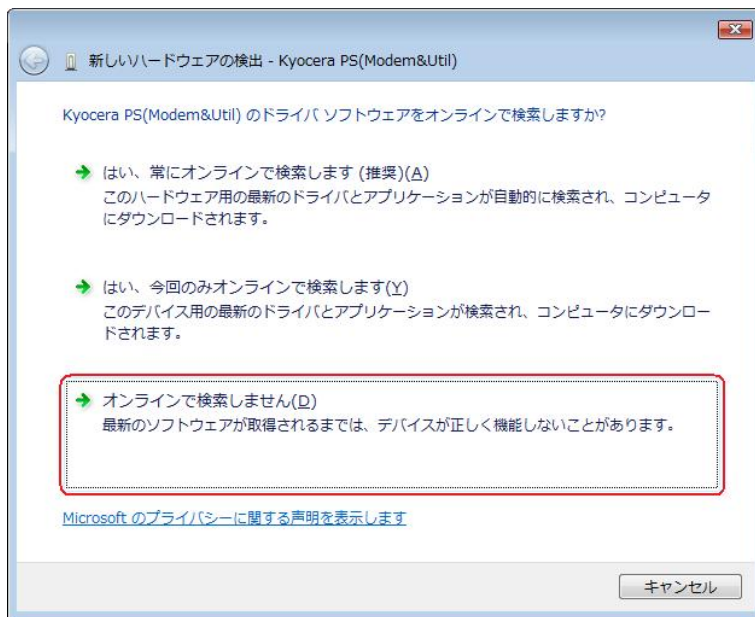 新しいハードウェアの検出 - Kyocera PS(Modem&Util)
Kyocera PS(Modem&Util) のドライバ ソフトウェアをオンラインで検索しますか?
はい、常にオンラインで検索します (推奨)(A)
このハードウェア用の最新のドライバとアプリケーションが自動的に検索され、コンピュータ
にダウンロードされます。
はい、今回のみオンラインで検索します(Y)
このデバイス用の最新のドライバとアプリケーションが検索され、コンピュータにダウンロー
ドされます。
オンラインで検索しません(D)
最新のソフトウェアが取得されるまでは、デバイスが正しく機能しないことがあります。
Microsoft のプライバシーに関する声明を表示します
キャンセル